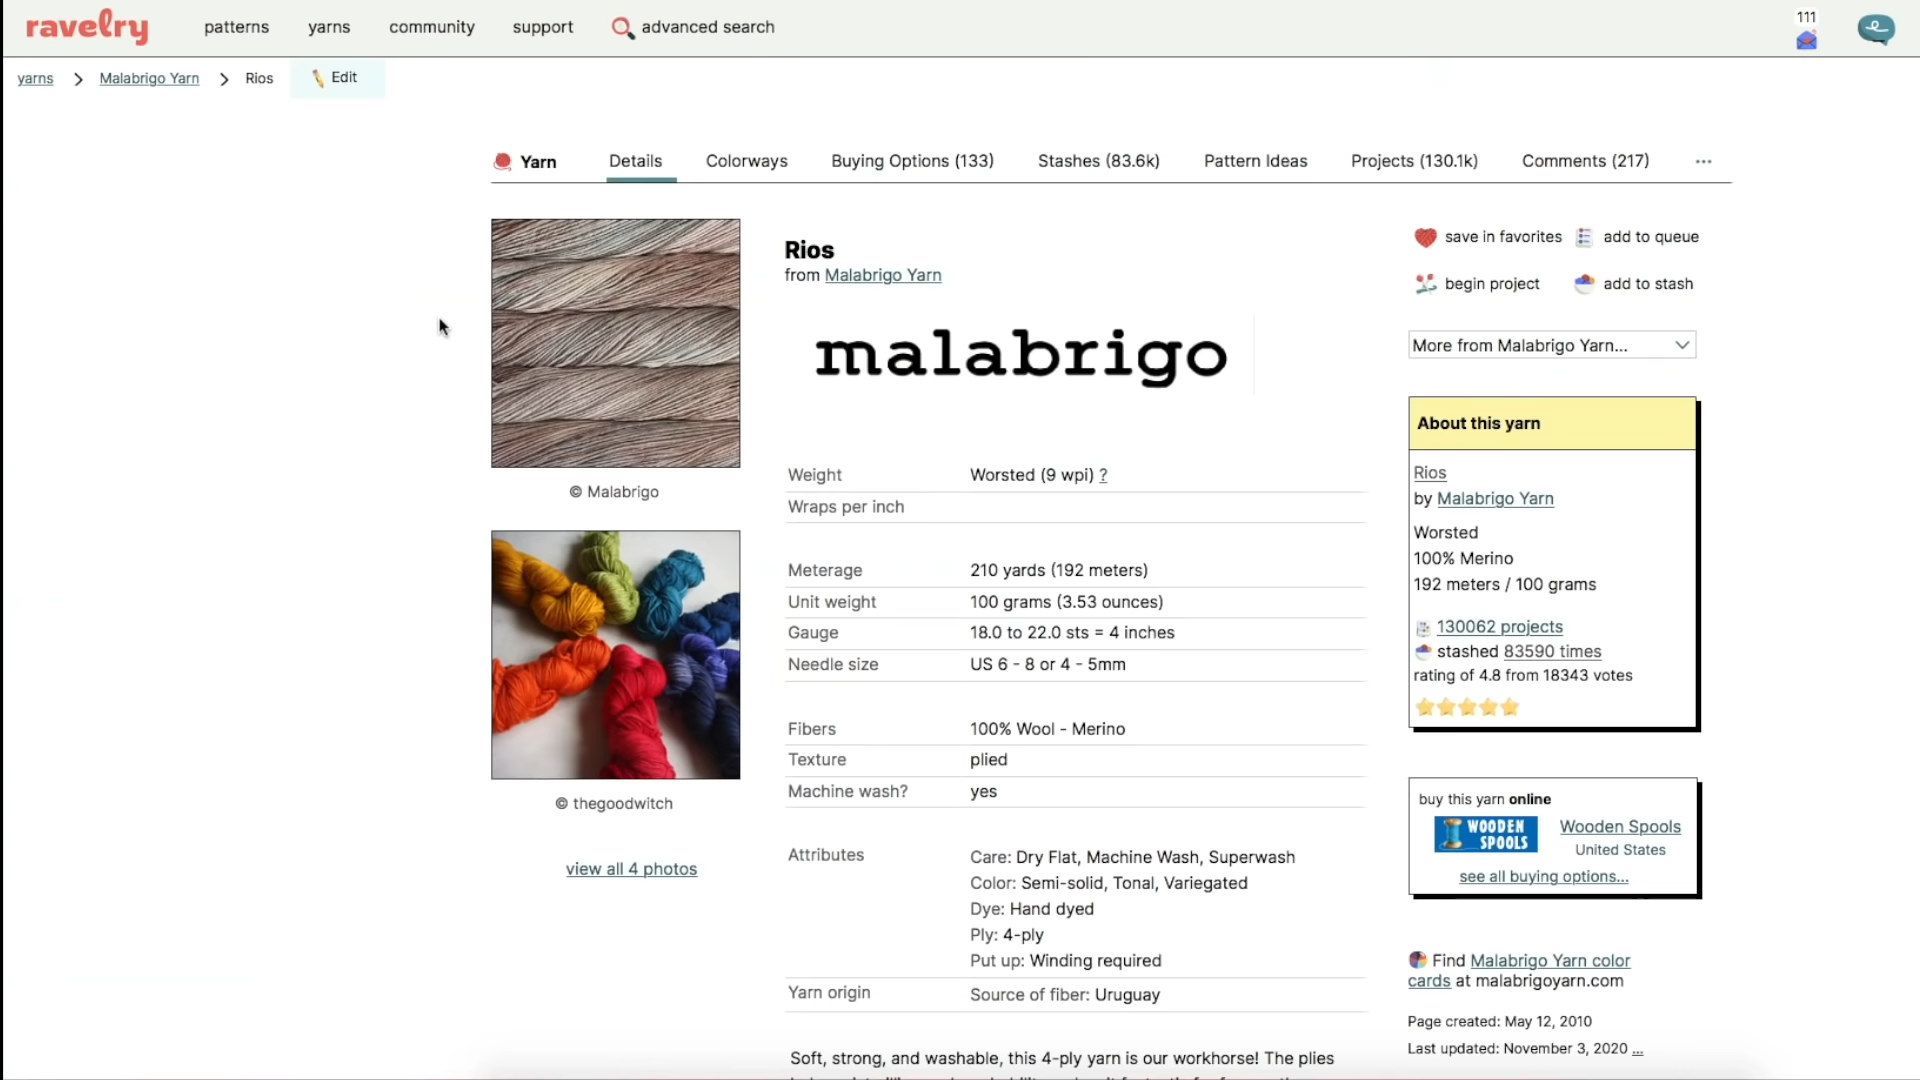 ravelry
patterns
yarns
community
support
advanced search
111
yarns > Malabrigo Yarn > Rios
Edit
Yarn
Details
Colorways
Buying Options (133)
Stashes (83.6k)
Pattern Ideas
Projects (130.1k)
Comments (217)
...
© Malabrigo
© thegoodwitch
view all 4 photos
Rios
from Malabrigo Yarn
malabrigo
Weight Worsted (9 wpi) ?
Wraps per inch
Meterage 210 yards (192 meters)
Unit weight 100 grams (3.53 ounces)
Gauge 18.0 to 22.0 sts = 4 inches
Needle size US 6 - 8 or 4 - 5mm
Fibers 100% Wool - Merino
Texture plied
Machine wash? yes
Attributes Care: Dry Flat, Machine Wash, Superwash
Color: Semi-solid, Tonal, Variegated
Dye: Hand dyed
Ply: 4-ply
Put up: Winding required
Yarn origin Source of fiber: Uruguay
Soft, strong, and washable, this 4-ply yarn is our workhorse! The plies
save in favorites
add to queue
begin project
add to stash
More from Malabrigo Yarn...
About this yarn
Rios
by Malabrigo Yarn
Worsted
100% Merino
192 meters / 100 grams
130062 projects
stashed 83590 times
rating of 4.8 from 18343 votes
buy this yarn online
WOODEN
SPOOLS
Wooden Spools
United States
see all buying options...
Find Malabrigo Yarn color
cards at malabrigoyarn.com
Page created: May 12, 2010
Last updated: November 3, 2020 ...